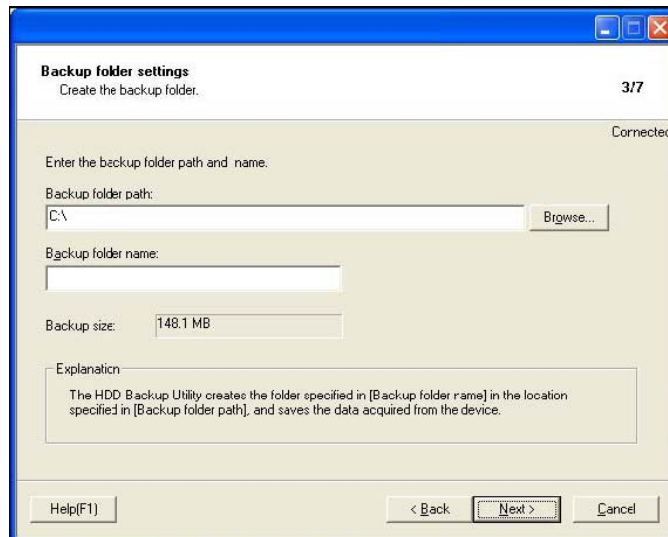 Backup folder settings
Create the backup folder.
3/7
Connected
Enter the backup folder path and name.
Backup folder path:
C:\
Browse...
Backup folder name:
Backup size:
148.1 MB
Explanation
The HDD Backup Utility creates the folder specified in [Backup folder name] in the location
specified in [Backup folder path], and saves the data acquired from the device.
Help(F1)
< Back
Next >
Cancel